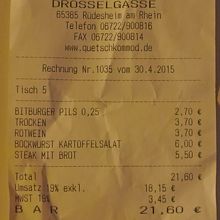 DROSSELGASSE
65385 Rüdesheim am Rhein
Telefon 06722/900816
FAX 06722/900814
www.quetschkommod.de
Rechnung Nr.1035 vom 30.4.2015
Tisch 5
BITBURGER PILS 0,25 2,70 €
TROCKEN 3,70 €
ROTWEIN 3,70 €
BOCKWURST KARTOFFELSALAT 6,00 €
STEAK MIT BROT 5,50 €
Total 21,60 €
Umsatz 19% exkl. 18,15 €
MWST 19% 3,45 €
BAR 21,60 €